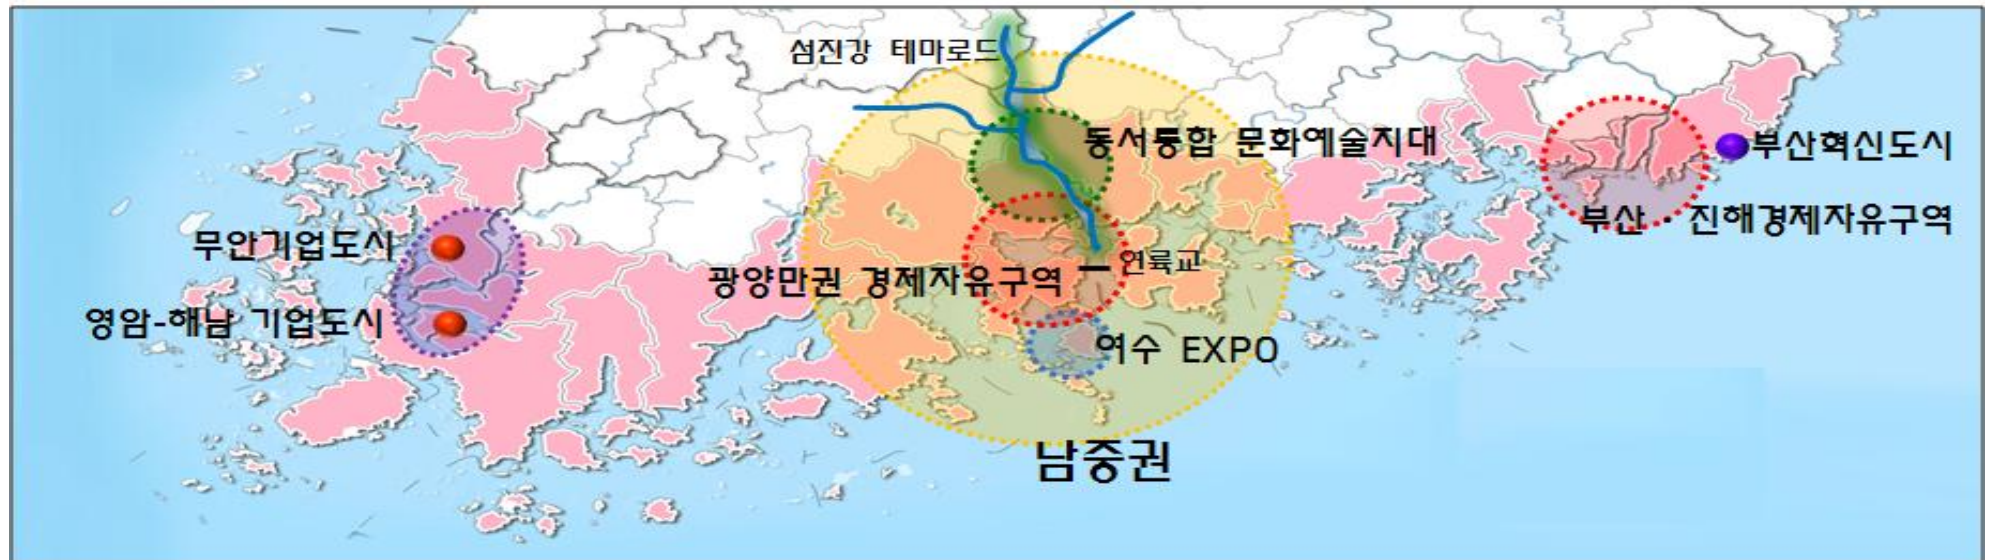 섬진강 테마로드
동서통합 문화예술지대
부산혁신도시
부산·진해경제자유구역
무안기업도시
광양만권 경제자유구역
연륙교
영암-해남 기업도시
여수 EXPO
남중권